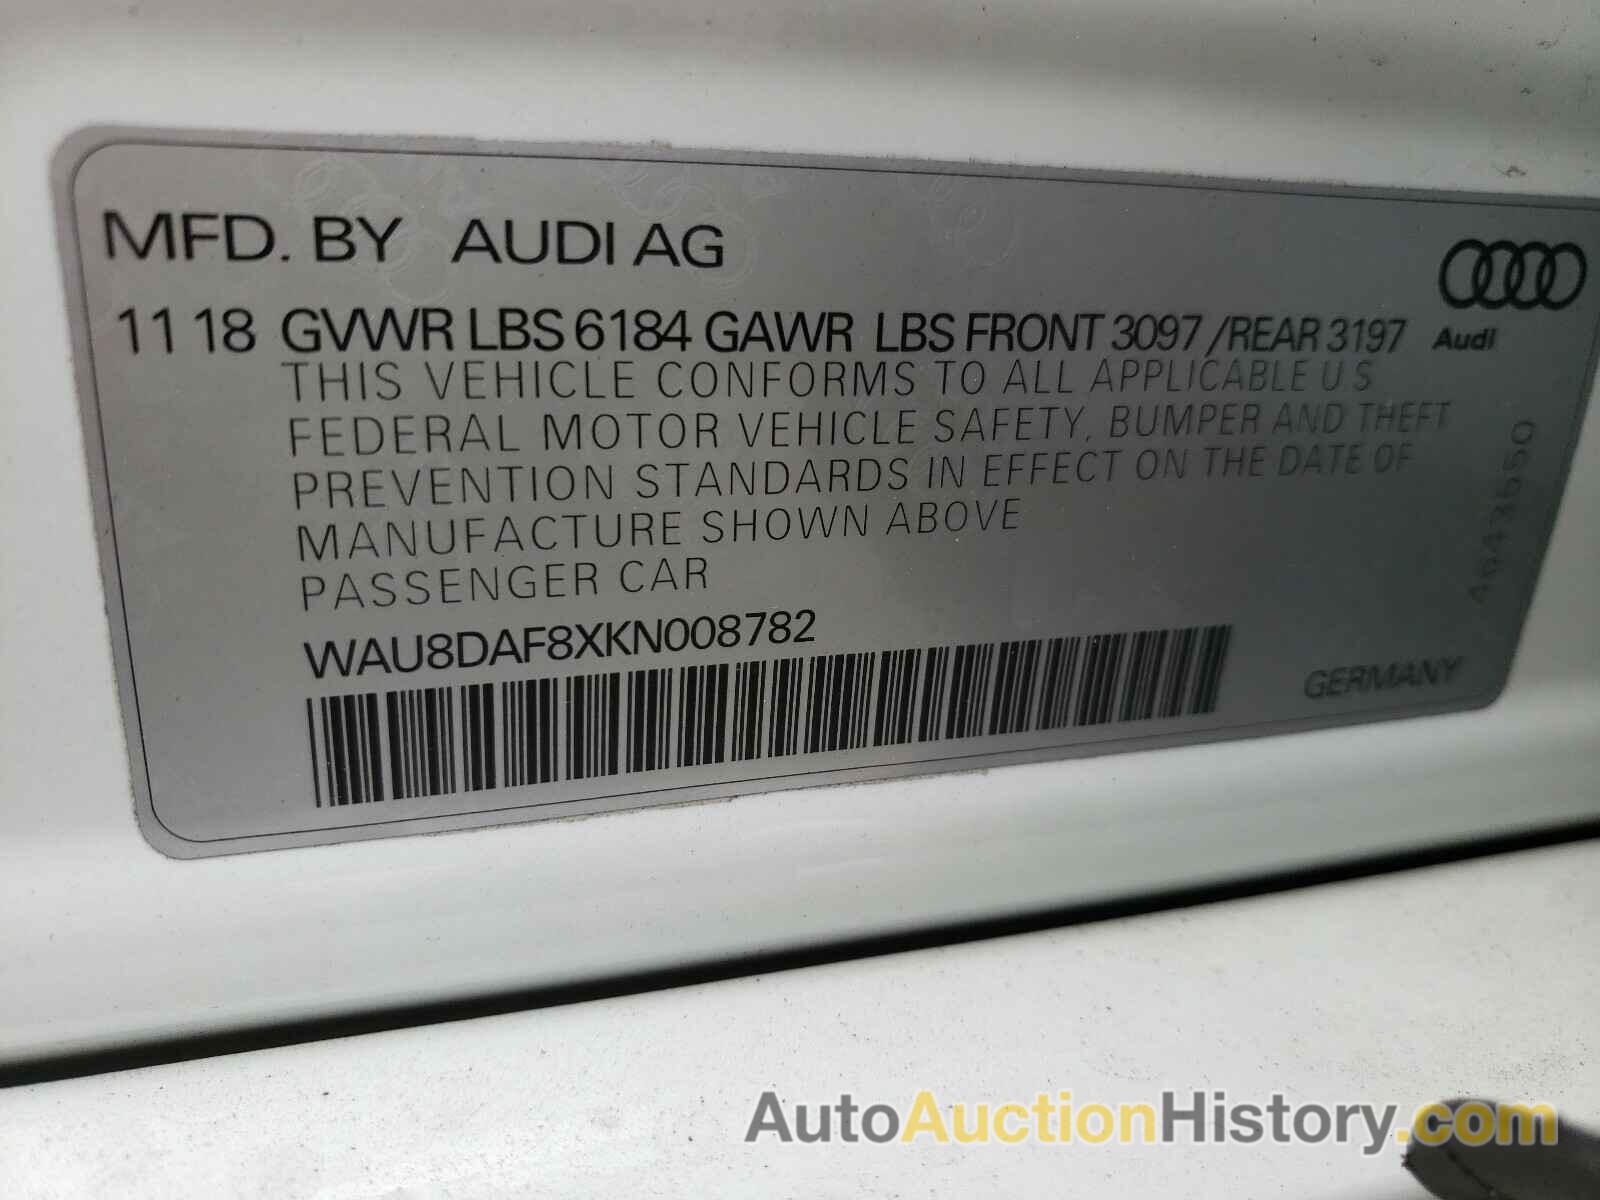 MFD. BY AUDI AG
11 18 GVWR LBS 6184 GAWR LBS FRONT 3097 /REAR 3197
Audi
THIS VEHICLE CONFORMS TO ALL APPLICABLE U S
FEDERAL MOTOR VEHICLE SAFETY, BUMPER AND THEFT
PREVENTION STANDARDS IN EFFECT ON THE DATE OF
MANUFACTURE SHOWN ABOVE
PASSENGER CAR
WAU8DAF8XKN008782
GERMANY
AutoAuctionHistory.com